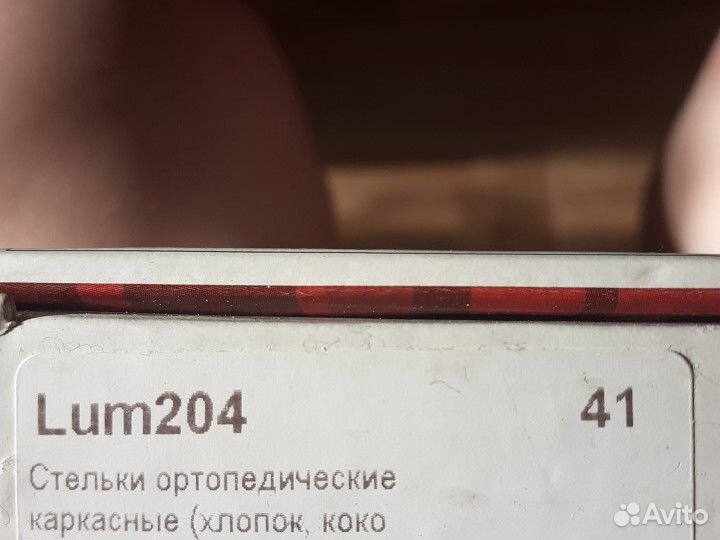 Lum204 41
Стельки ортопедические
каркасные (хлопок, коко
Avito